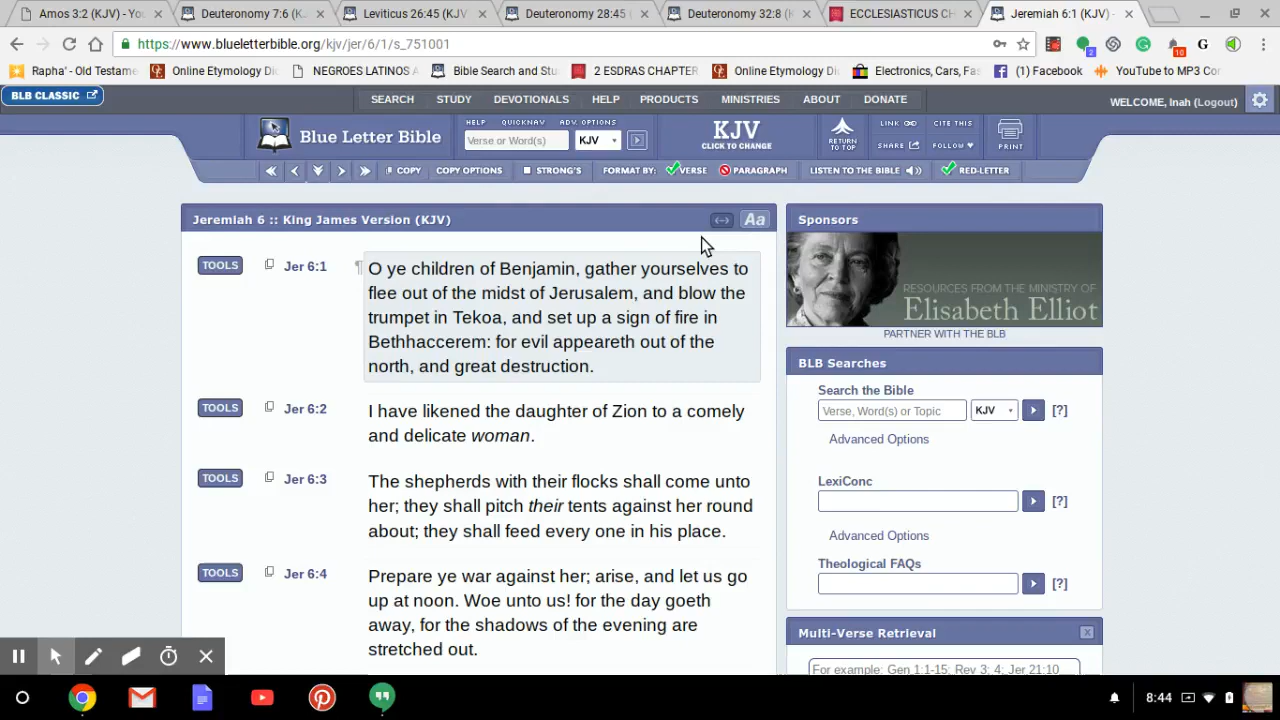 Amos 3:2 (KJV) - Yo
Deuteronomy 7:6 (K
Leviticus 26:45 (KJV
Deuteronomy 28:45
Deuteronomy 32:8 (
ECCLESIASTICUS CH
Jeremiah 6:1 (KJV) -
https://www.blueletterbible.org/kjv/jer/6/1/s_751001
2
10
G
Rapha' - Old Testame
Online Etymology Dic
NEGROES LATINAS A
Bible Search and Stu
2 ESDRAS CHAPTER
Online Etymology Dic
Electronics, Cars, Fas
(1) Facebook
YouTube to MP3 Cor
BLB CLASSIC
SEARCH STUDY DEVOTIONALS HELP PRODUCTS MINISTRIES ABOUT DONATE
WELCOME, Inah (Logout)
Blue Letter Bible
HELP QUICKNAV ADV. OPTIONS
Verse or Word(s) KJV
KJV
CLICK TO CHANGE
RETURN
TO TOP
LINK CITE THIS
SHARE FOLLOW
PRINT
COPY COPY OPTIONS STRONG'S FORMAT BY: VERSE PARAGRAPH LISTEN TO THE BIBLE RED-LETTER
Jeremiah 6 :: King James Version (KJV)
Aa
TOOLS Jer 6:1 ¶ O ye children of Benjamin, gather yourselves to
flee out of the midst of Jerusalem, and blow the
trumpet in Tekoa, and set up a sign of fire in
Bethhaccerem: for evil appeareth out of the
north, and great destruction.
TOOLS Jer 6:2 I have likened the daughter of Zion to a comely
and delicate woman.
TOOLS Jer 6:3 The shepherds with their flocks shall come unto
her; they shall pitch their tents against her round
about; they shall feed every one in his place.
TOOLS Jer 6:4 Prepare ye war against her; arise, and let us go
up at noon. Woe unto us! for the day goeth
away, for the shadows of the evening are
stretched out.
Sponsors
RESOURCES FROM THE MINISTRY OF
Elisabeth Elliot
PARTNER WITH THE BLB
BLB Searches
Search the Bible
Verse, Word(s) or Topic KJV [?]
Advanced Options
LexiConc
[?]
Advanced Options
Theological FAQs
[?]
Multi-Verse Retrieval x
For example: Gen 1:1-15; Rev 3; 4; Jer 21:10
8:44